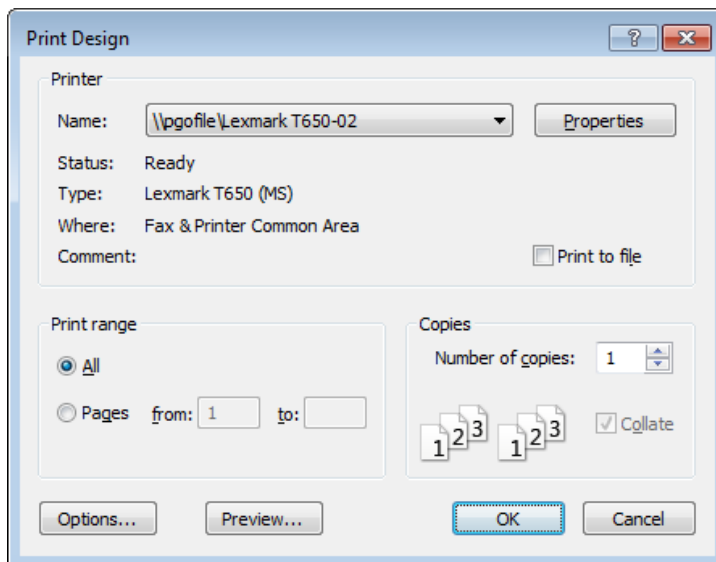 Print Design
Printer
Name: \\pgofile\Lexmark T650-02 Properties
Status: Ready
Type: Lexmark T650 (MS)
Where: Fax & Printer Common Area
Comment: Print to file
Print range Copies
All Number of copies: 1
Pages from: 1 to:
1 2 3 1 2 3 Collate
Options... Preview... OK Cancel